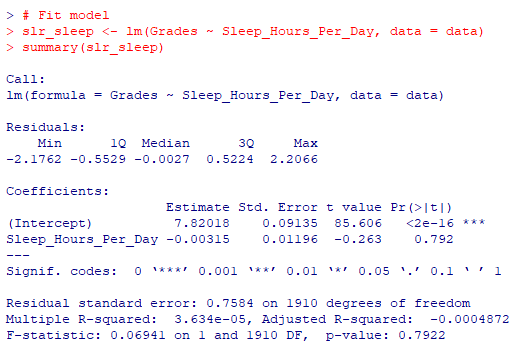 > # Fit model
> slr_sleep <- lm(Grades ~ Sleep_Hours_Per_Day, data = data)
> summary(slr_sleep)

Call:
lm(formula = Grades ~ Sleep_Hours_Per_Day, data = data)

Residuals:
    Min      1Q  Median      3Q     Max
-2.1762 -0.5529 -0.0027  0.5224  2.2066

Coefficients:
                    Estimate Std. Error t value Pr(>|t|)
(Intercept)          7.82018    0.09135  85.606   <2e-16 ***
Sleep_Hours_Per_Day -0.00315    0.01196  -0.263    0.792
---
Signif. codes:  0 ‘***’ 0.001 ‘**’ 0.01 ‘*’ 0.05 ‘.’ 0.1 ‘ ’ 1

Residual standard error: 0.7584 on 1910 degrees of freedom
Multiple R-squared:  3.634e-05, Adjusted R-squared:  -0.0004872
F-statistic: 0.06941 on 1 and 1910 DF,  p-value: 0.7922